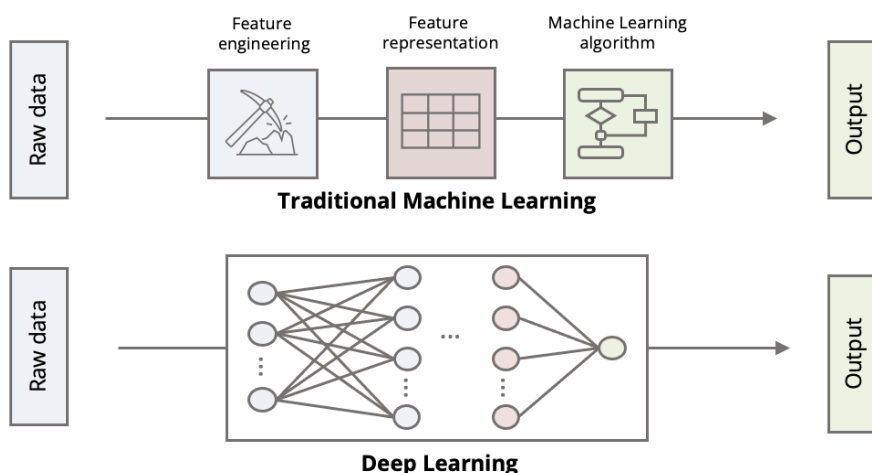 Feature
engineering
Feature
representation
Machine Learning
algorithm
Raw data
Output
Traditional Machine Learning
Raw data
...
Output
Deep Learning